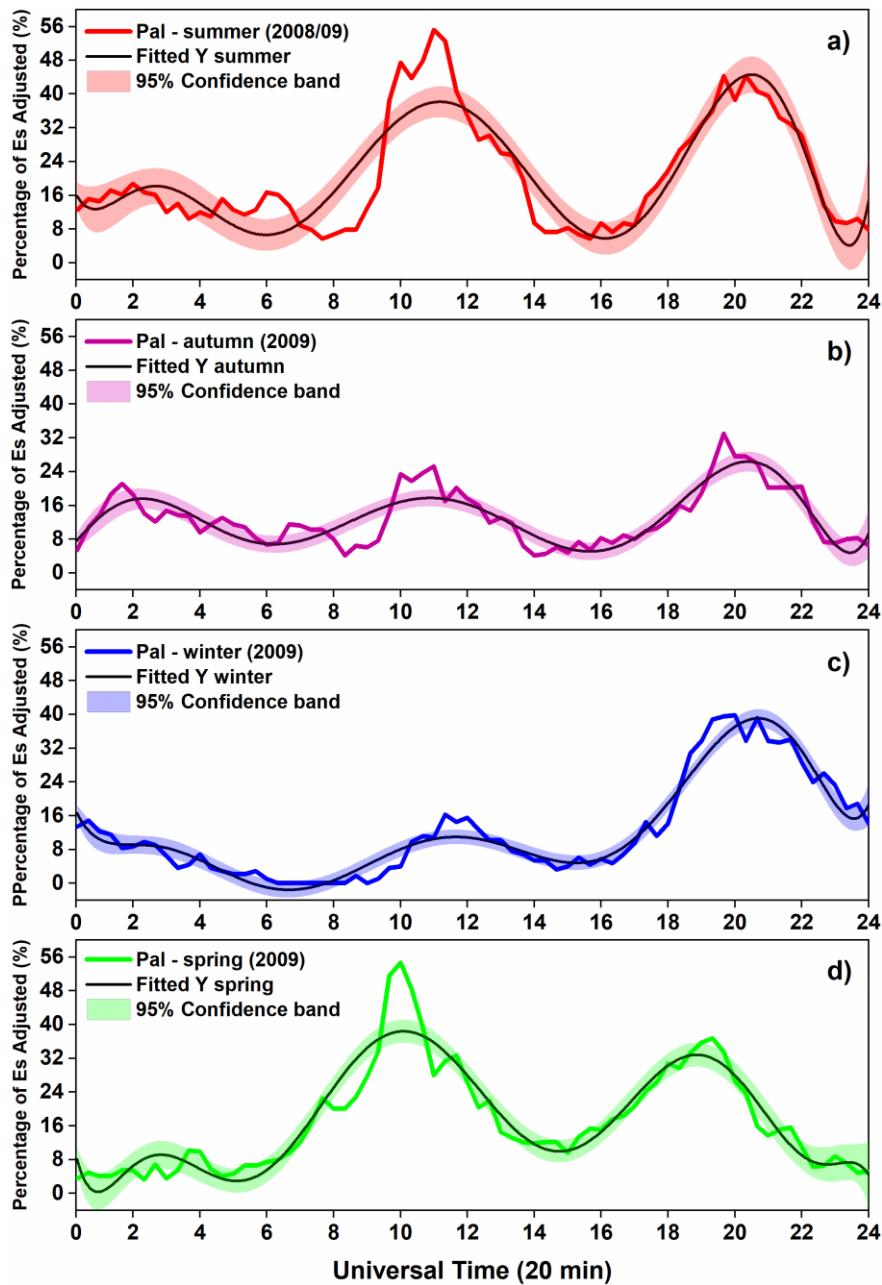 Pal - summer (2008/09)
Fitted Y summer
95% Confidence band
a)
Percentage of Es Adjusted (%)
56
48
40
32
24
16
8
0
0 2 4 6 8 10 12 14 16 18 20 22 24
Pal - autumn (2009)
Fitted Y autumn
95% Confidence band
b)
Percentage of Es Adjusted (%)
56
48
40
32
24
16
8
0
0 2 4 6 8 10 12 14 16 18 20 22 24
Pal - winter (2009)
Fitted Y winter
95% Confidence band
c)
PPercentage of Es Adjusted (%)
56
48
40
32
24
16
8
0
0 2 4 6 8 10 12 14 16 18 20 22 24
Pal - spring (2009)
Fitted Y spring
95% Confidence band
d)
Percentage of Es Adjusted (%)
56
48
40
32
24
16
8
0
0 2 4 6 8 10 12 14 16 18 20 22 24
Universal Time (20 min)